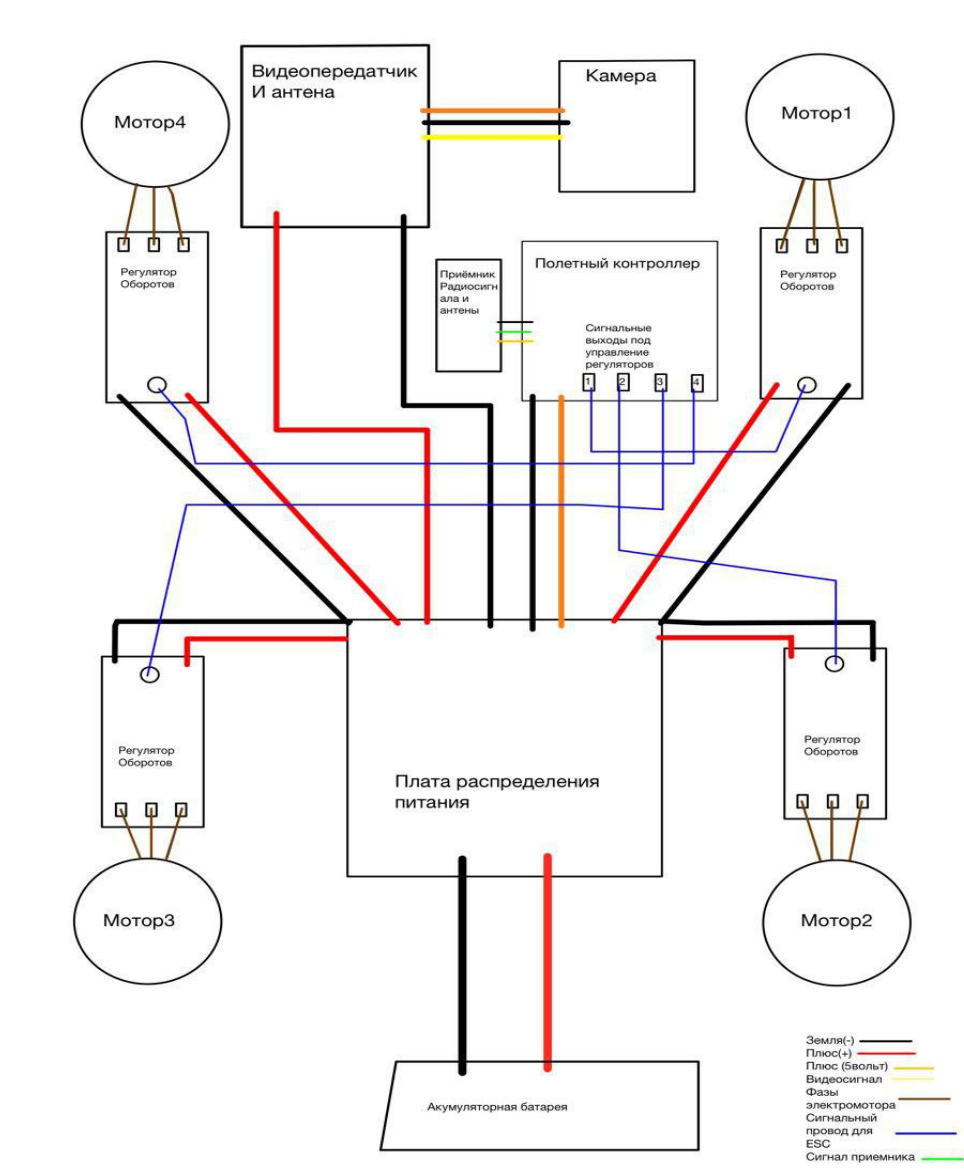 Видеопередатчик
И антена
Камера
Мотор4
Мотор1
Регулятор
Оборотов
Приёмник
Радиосигн
ала и
антены
Полетный контроллер
Сигнальные
выходы под
управление
регуляторов
1 2 3 4
Регулятор
Оборотов
Регулятор
Оборотов
Плата распределения
питания
Регулятор
Оборотов
Мотор3
Мотор2
Акумуляторная батарея
Земля(-)
Плюс(+)
Плюс (5вольт)
Видеосигнал
Фазы
электромотора
Сигнальный
провод для
ESC
Сигнал приемника